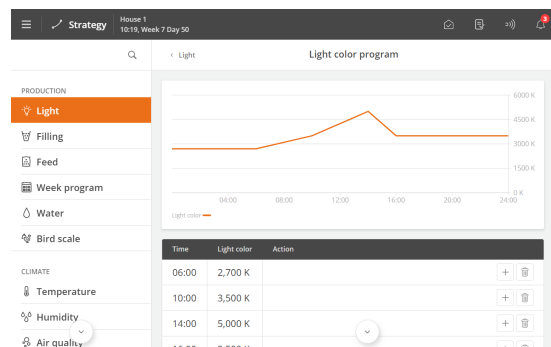 Strategy
House 1
10:19, Week 7 Day 50
3
Light
Light color program
PRODUCTION
Light
Filling
Feed
Week program
Water
Bird scale
CLIMATE
Temperature
Humidity
Air quality
6000 K
4500 K
3000 K
1500 K
0 K
04:00 08:00 12:00 16:00 20:00 24:00
Light color
Time Light color Action
06:00 2,700 K
10:00 3,500 K
14:00 5,000 K